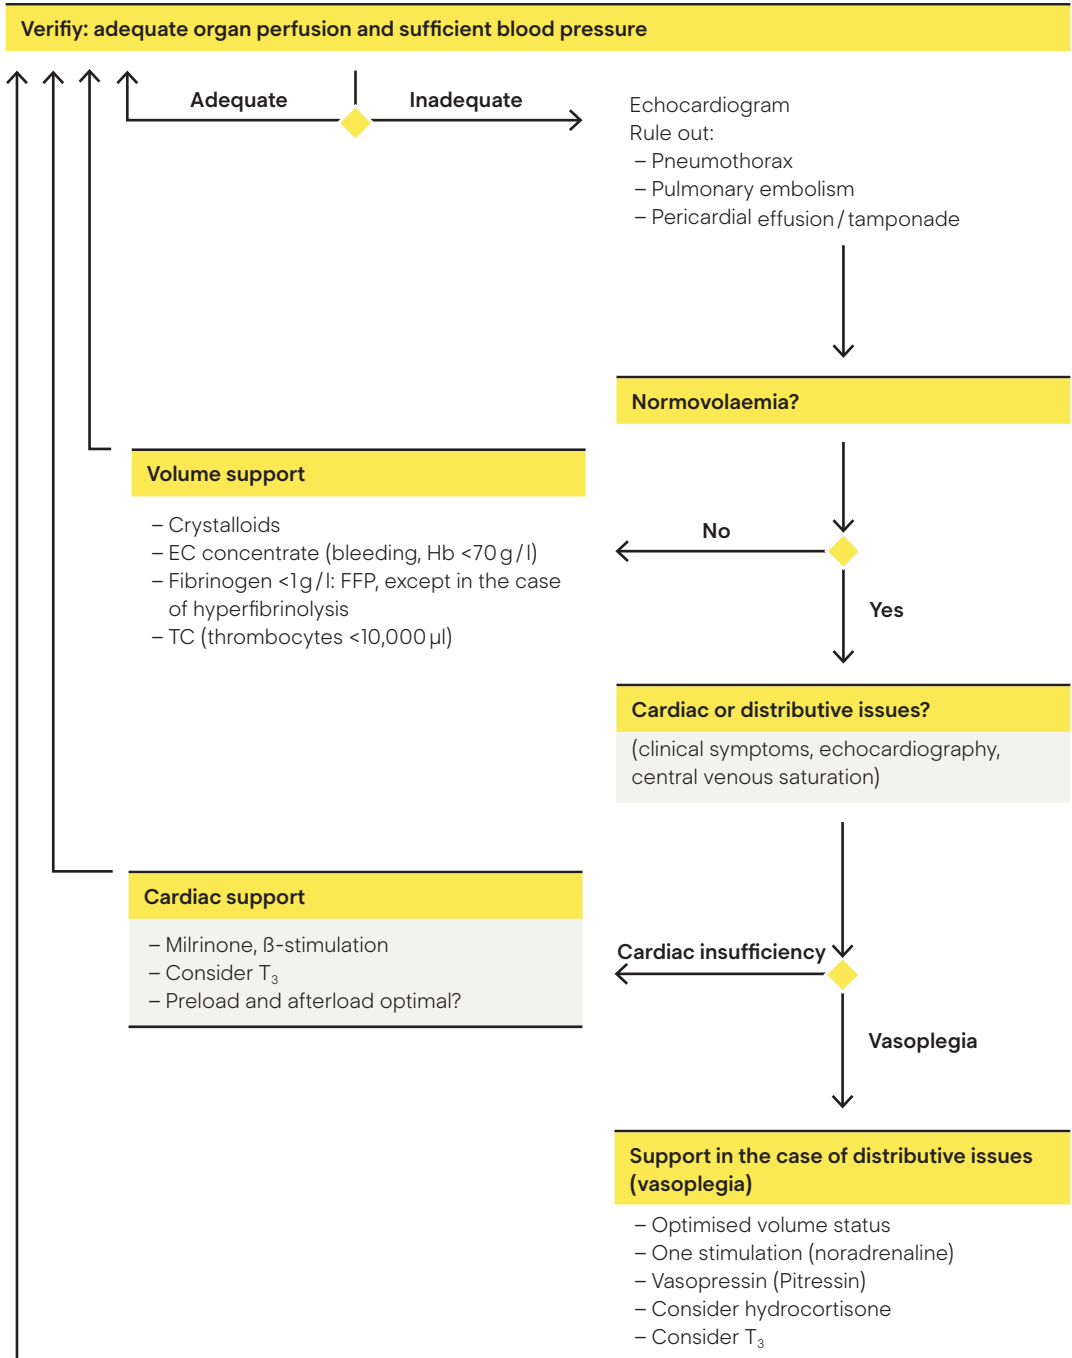 Verifiy: adequate organ perfusion and sufficient blood pressure
Adequate
Inadequate
Echocardiogram
Rule out:
– Pneumothorax
– Pulmonary embolism
– Pericardial effusion / tamponade
Normovolaemia?
Volume support
– Crystalloids
– EC concentrate (bleeding, Hb <70 g / l)
– Fibrinogen <1 g / l: FFP, except in the case
of hyperfibrinolysis
– TC (thrombocytes <10,000 µl)
No
Yes
Cardiac or distributive issues?
(clinical symptoms, echocardiography,
central venous saturation)
Cardiac support
– Milrinone, ß-stimulation
– Consider T₃
– Preload and afterload optimal?
Cardiac insufficiency
Vasoplegia
Support in the case of distributive issues
(vasoplegia)
– Optimised volume status
– One stimulation (noradrenaline)
– Vasopressin (Pitressin)
– Consider hydrocortisone
– Consider T₃